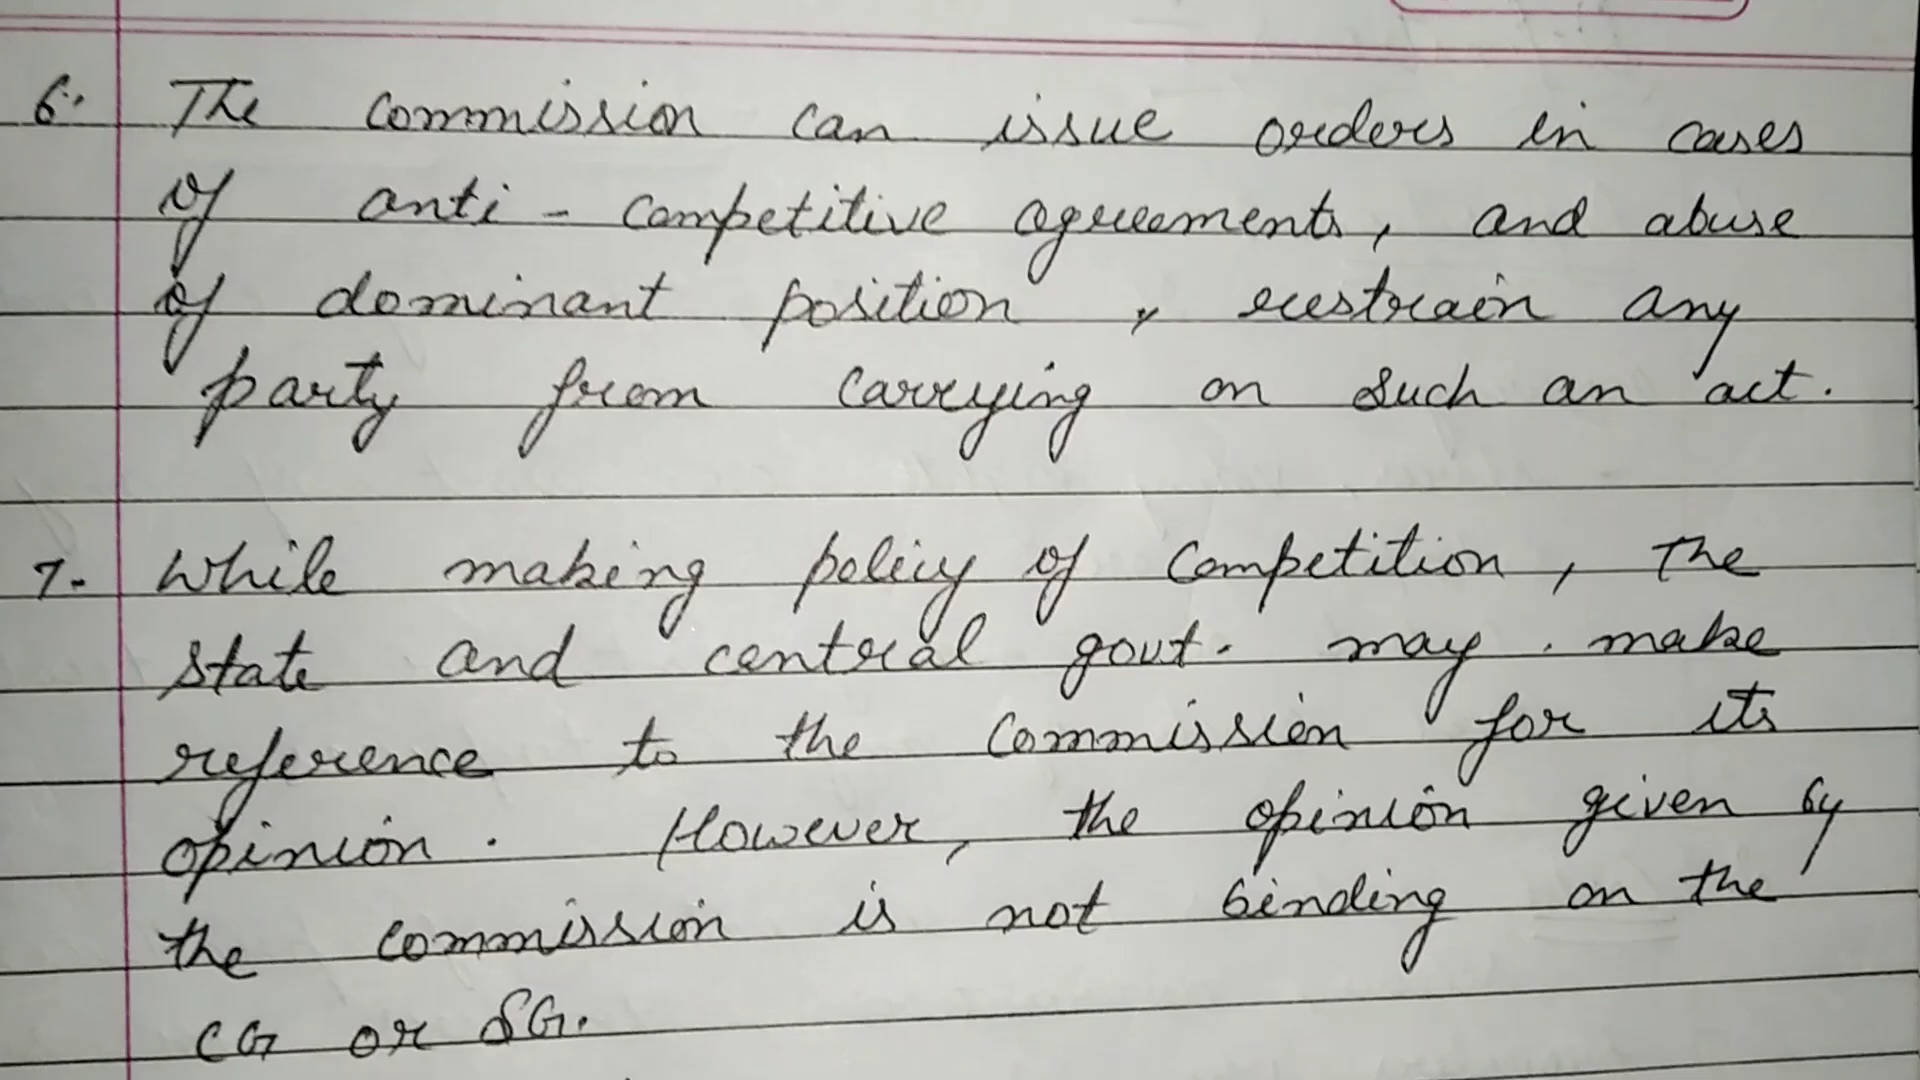 6. The commission can issue orders in cases
of anti - competitive agreements, and abuse
of dominant position , restrain any
party from carrying on such an act.
7. While making policy of competition, the
state and central govt. may make
reference to the commission for its
opinion. However, the opinion given by
the commission is not binding on the
CG or SG.